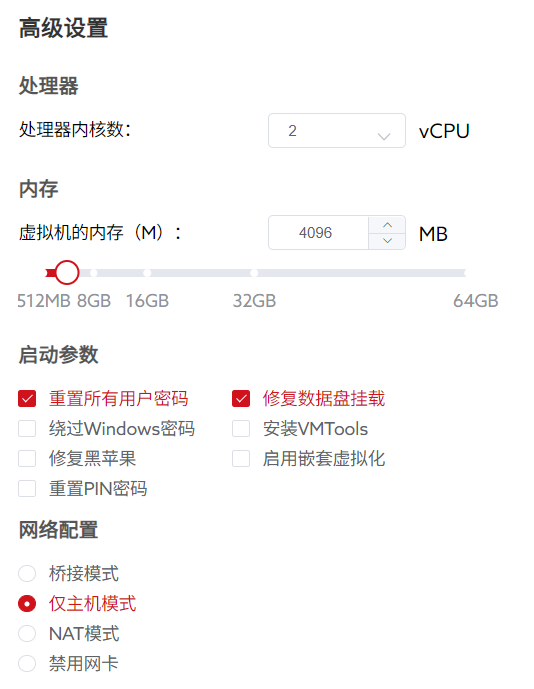 高级设置
处理器
处理器内核数： 2 vCPU
内存
虚拟机的内存（M）： 4096 MB
512MB 8GB 16GB 32GB 64GB
启动参数
重置所有用户密码 修复数据盘挂载
绕过Windows密码 安装VMTools
修复黑苹果 启用嵌套虚拟化
重置PIN密码
网络配置
桥接模式
仅主机模式
NAT模式
禁用网卡